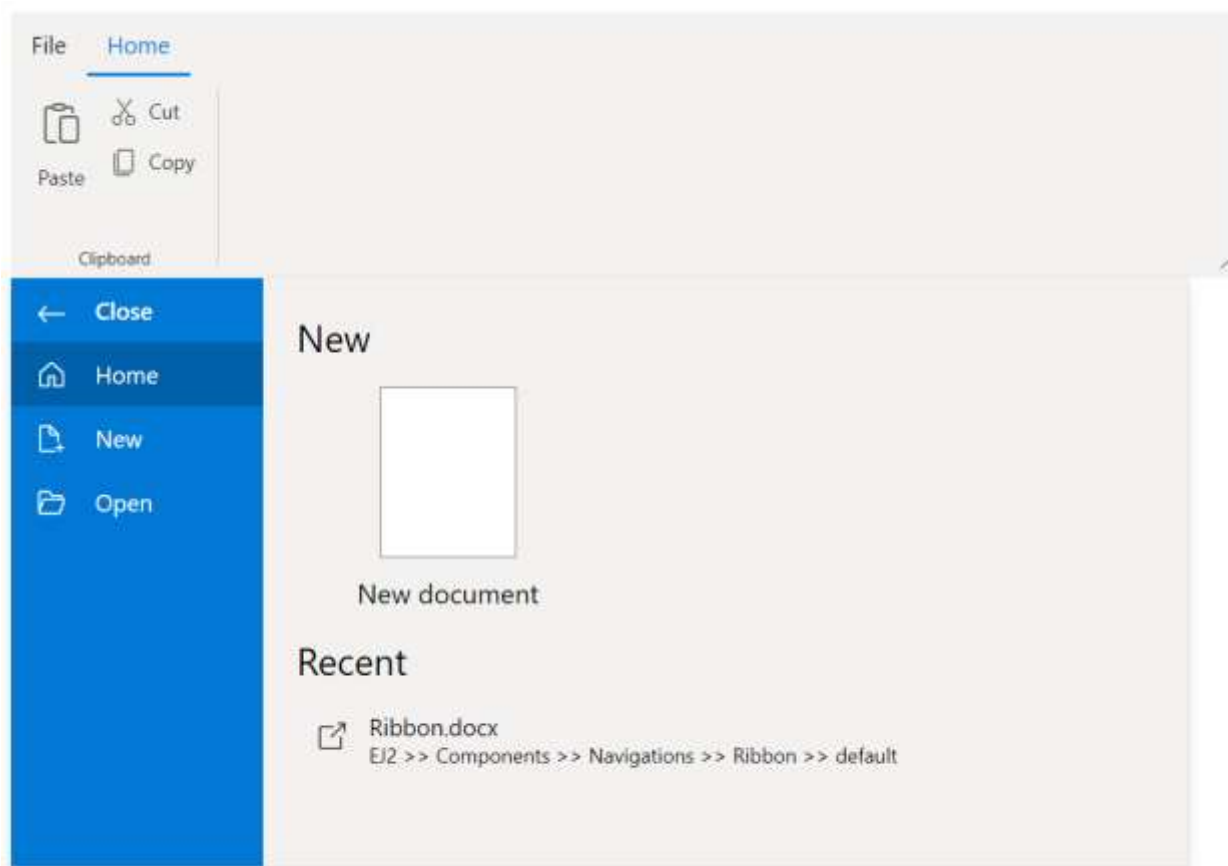 File Home
Paste
Cut
Copy
Clipboard
Close
Home
New
Open
New
New document
Recent
Ribbon.docx
EJ2 >> Components >> Navigations >> Ribbon >> default